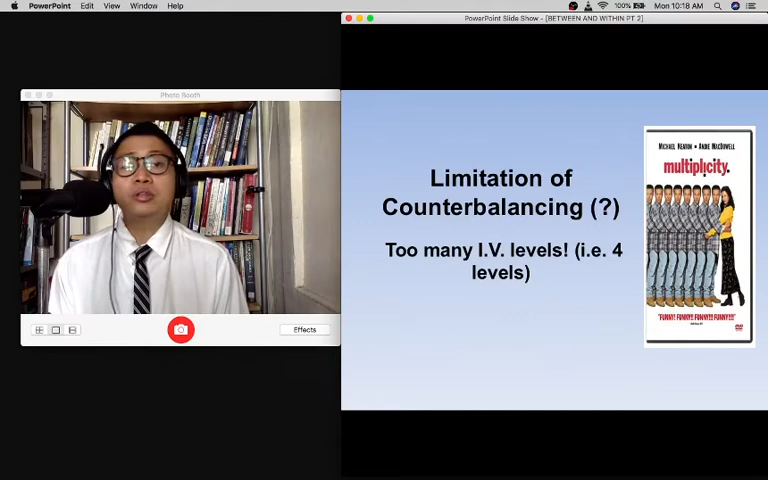 PowerPoint Edit View Window Help
100% Mon 10:18 AM
PowerPoint Slide Show - [BETWEEN AND WITHIN PT 2]
Photo Booth
Effects
Limitation of
Counterbalancing (?)
Too many I.V. levels! (i.e. 4
levels)
MICHAEL KEATON • ANDIE MACDOWELL
multiplicity.
"FUNNY! FUNNY!! FUNNY!!! FUNNY!!!!"